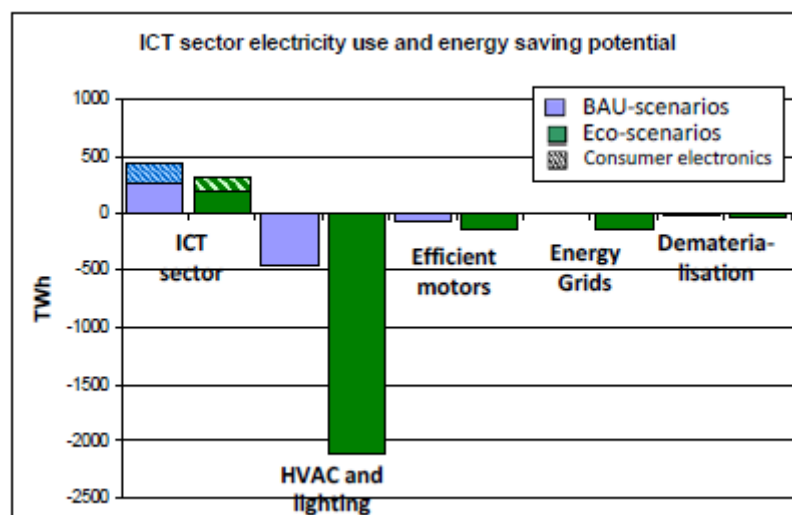 ICT sector electricity use and energy saving potential
BAU-scenarios
Eco-scenarios
Consumer electronics
1000
500
0
-500
-1000
-1500
-2000
-2500
TWh
ICT
sector
HVAC and
lighting
Efficient
motors
Energy
Grids
Demateria-
lisation